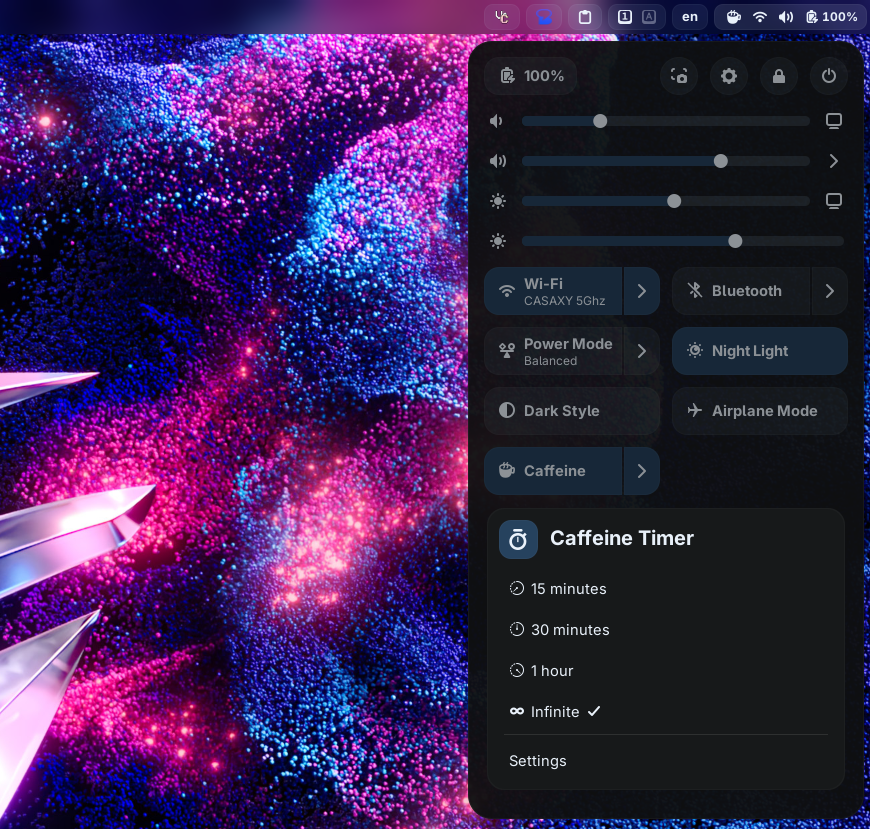 1
A
en
100%
100%
Wi-Fi
CASAXY 5Ghz
Bluetooth
Power Mode
Balanced
Night Light
Dark Style
Airplane Mode
Caffeine
Caffeine Timer
15 minutes
30 minutes
1 hour
Infinite
Settings